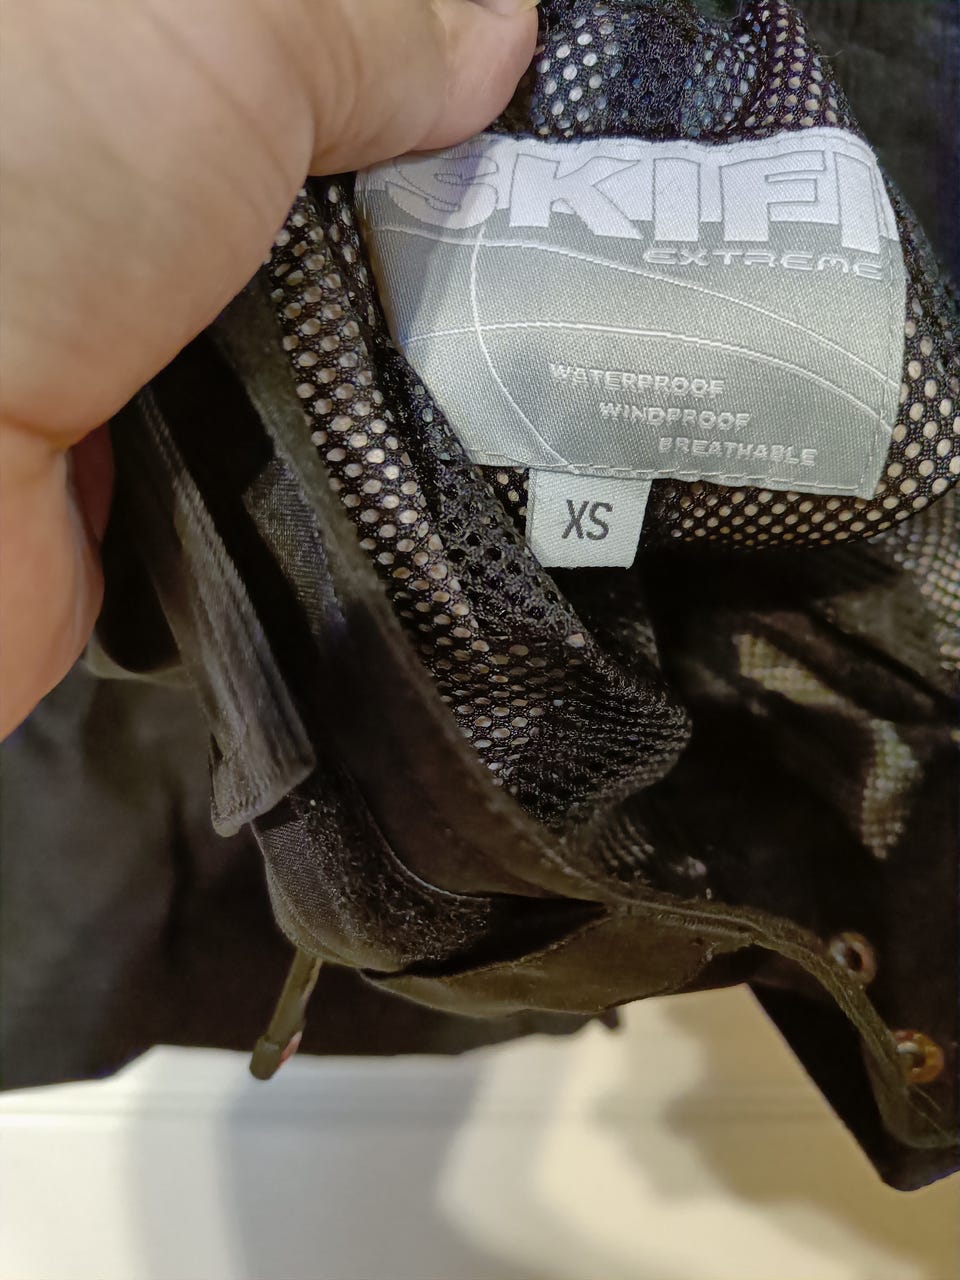 SKIFI
EXTREME
WATERPROOF
WINDPROOF
BREATHABLE
XS